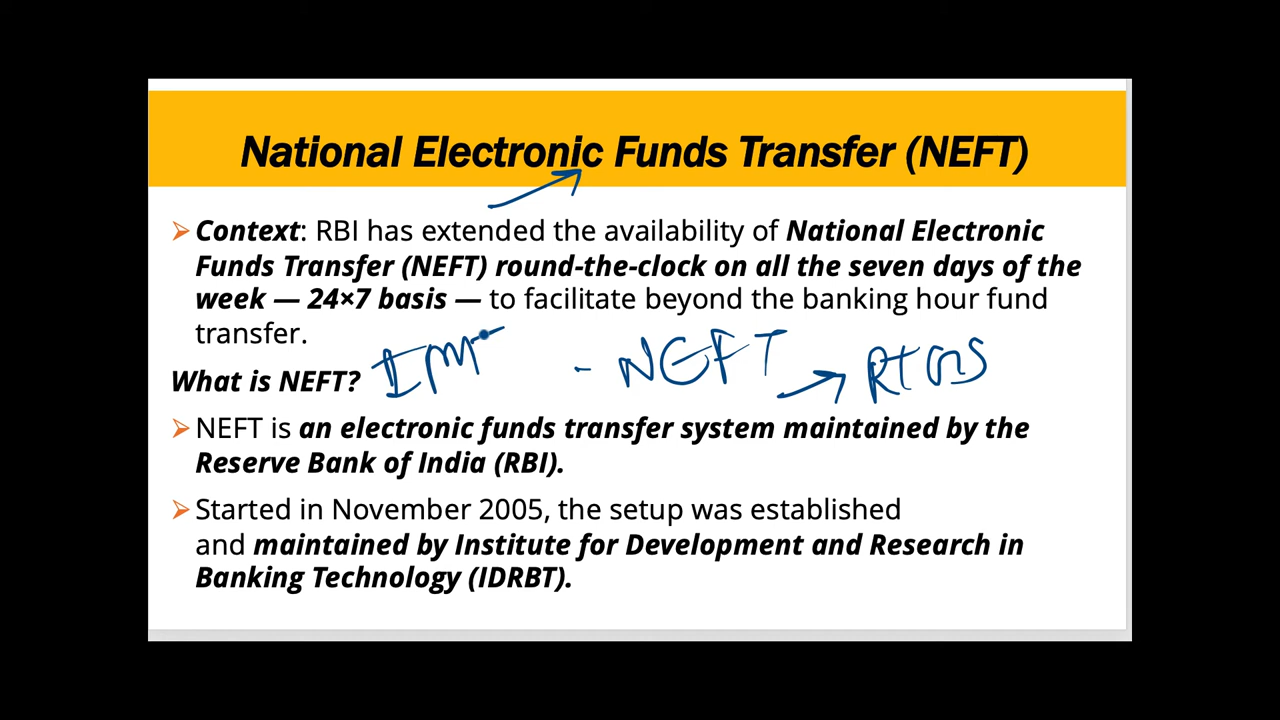 National Electronic Funds Transfer (NEFT)
➢ Context: RBI has extended the availability of National Electronic
Funds Transfer (NEFT) round-the-clock on all the seven days of the
week — 24×7 basis — to facilitate beyond the banking hour fund
transfer.
IMP - NEFT → RTGS
What is NEFT?
➢ NEFT is an electronic funds transfer system maintained by the
Reserve Bank of India (RBI).
➢ Started in November 2005, the setup was established
and maintained by Institute for Development and Research in
Banking Technology (IDRBT).